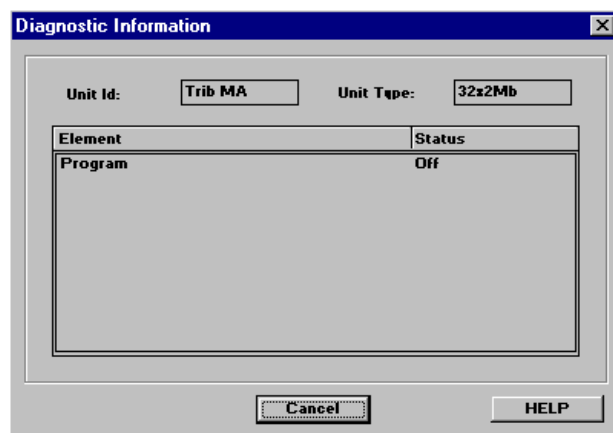 Diagnostic Information
Unit Id: Trib MA Unit Type: 32x2Mb
Element Status
Program Off
Cancel HELP